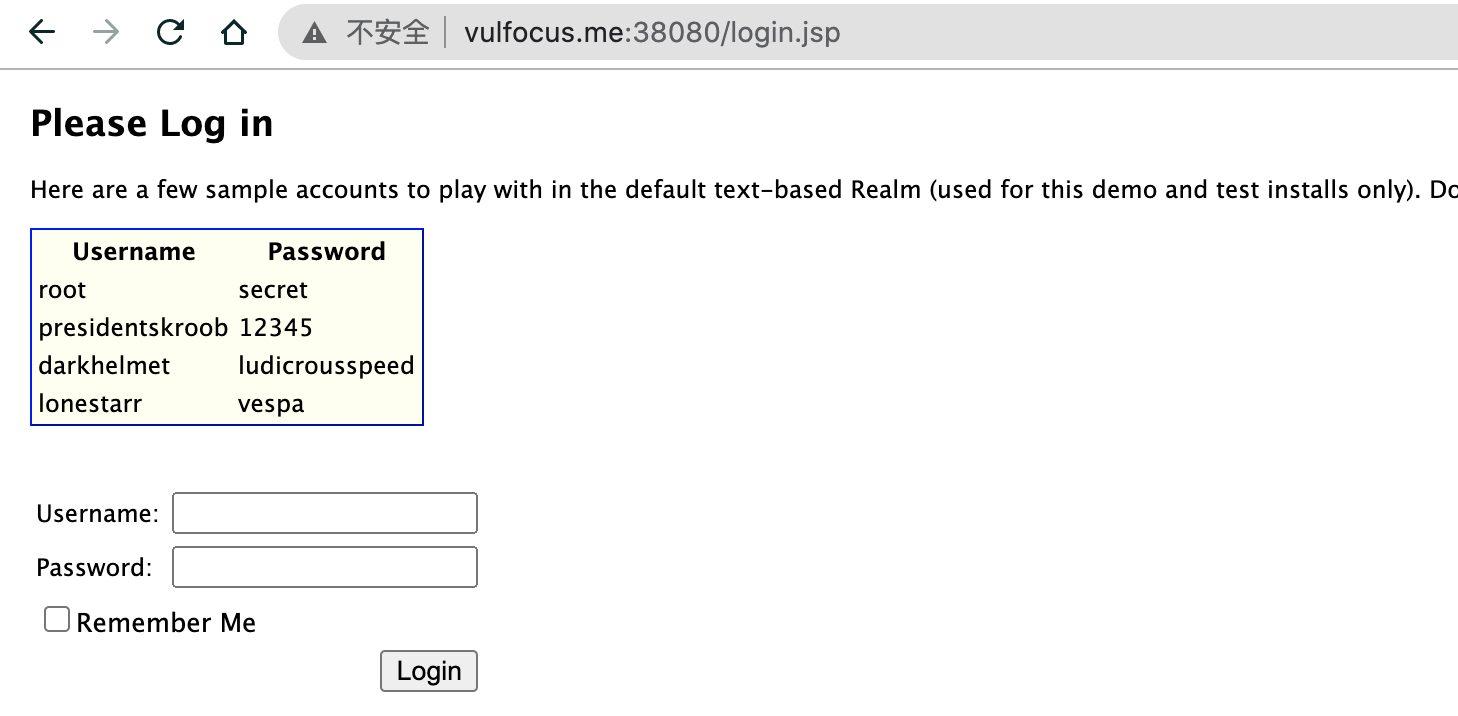 不安全 vulfocus.me:38080/login.jsp
Please Log in
Here are a few sample accounts to play with in the default text-based Realm (used for this demo and test installs only). Do
Username Password
root secret
presidentskroob 12345
darkhelmet ludicrousspeed
lonestarr vespa
Username:
Password:
Remember Me
Login